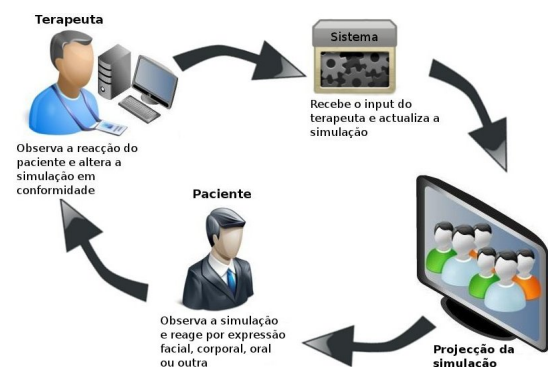 Terapeuta
Observa a reacção do
paciente e altera a
simulação em
conformidade
Sistema
Recebe o input do
terapeuta e actualiza a
simulação
Projecção da
simulação
Paciente
Observa a simulação
e reage por expressão
facial, corporal, oral
ou outra